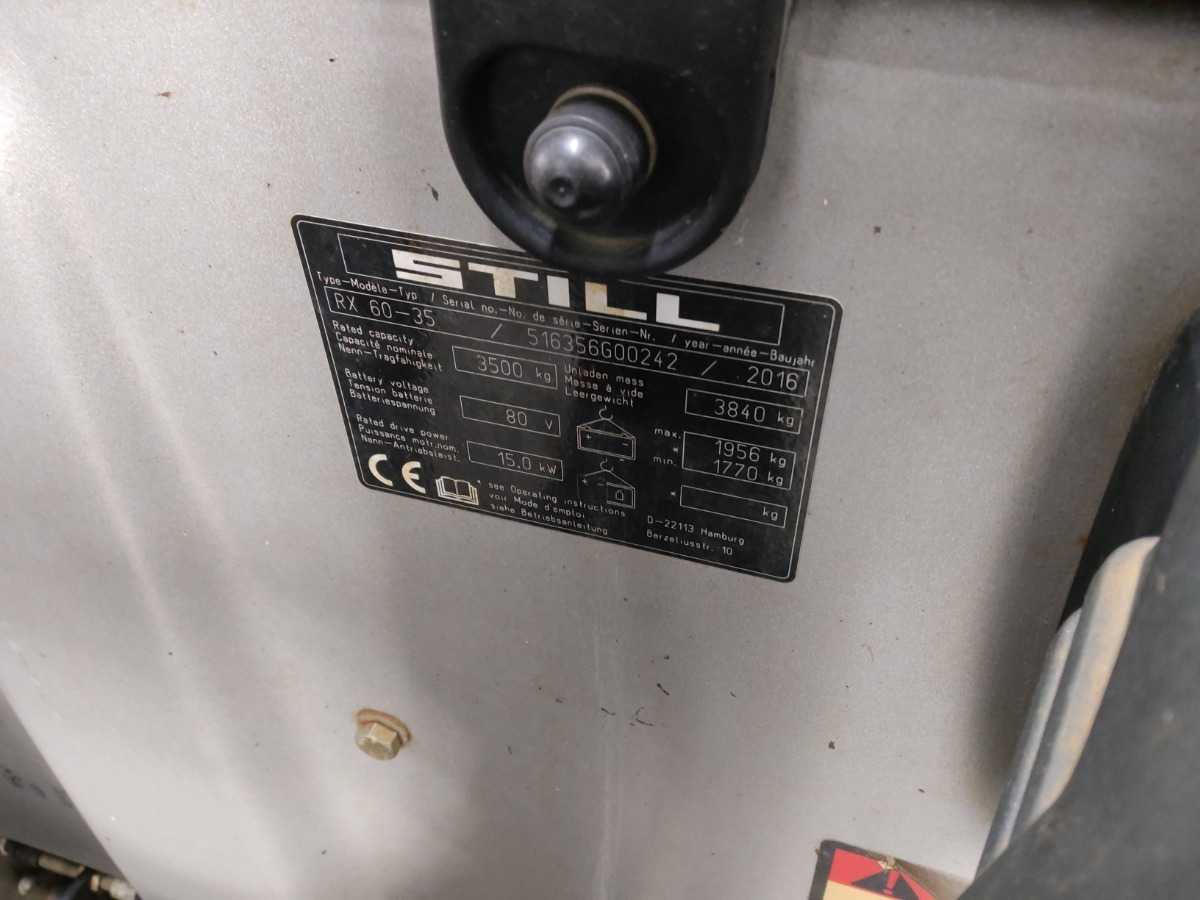 STILL
Type-Modèle-Typ / Serial no.-No. de série-Serien-Nr. / year-année-Baujahr
RX 60-35 / 516356G00242 / 2016
Rated capacity
Capacité nominale
Nenn-Tragfähigkeit
3500 kg
Unladen mass
Masse à vide
Leergewicht
3840 kg
Battery voltage
Tension batterie
Batteriespannung
80 V
+ -
max. 1956 kg
* min. 1770 kg
Rated drive power
Puissance motr.nom.
Nenn-Antriebsleist.
15.0 kW
* kg
CE
* see Operating instructions
voir Mode d'emploi
siehe Betriebsanleitung
D-22113 Hamburg
Berzeliusstr. 10